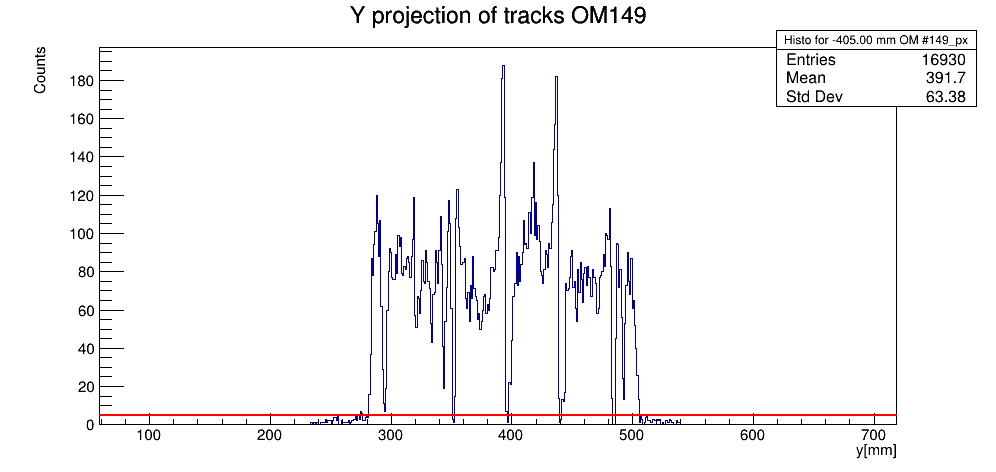 Y projection of tracks OM149
Histo for -405.00 mm OM #149_px
Entries 16930
Mean 391.7
Std Dev 63.38
Counts
180
160
140
120
100
80
60
40
20
0
100 200 300 400 500 600 700
y[mm]